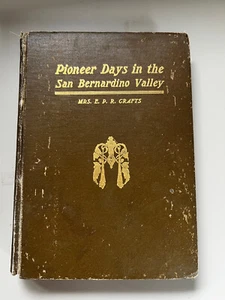 Pioneer Days in the
San Bernardino Valley
MRS. E. P. R. CRAFTS